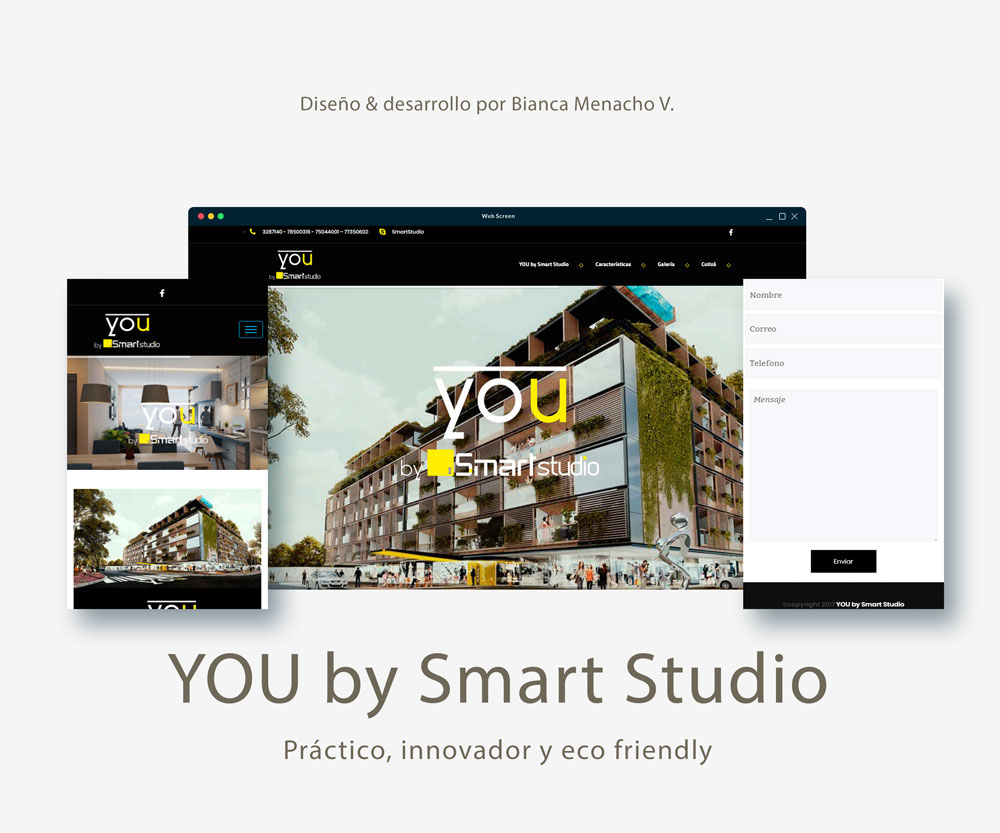 Diseño & desarrollo por Bianca Menacho V.
Web Screen
3287140 - 78500316 - 75044001 - 77350602 SmartStudio
you
by Smartstudio
YOU by Smart Studio Características Galería Cotizá
you
by Smartstudio
you
by Smartstudio
you
you
by Smartstudio
Nombre
Correo
Telefono
Mensaje
Enviar
©copyright 2017 YOU by Smart Studio
YOU by Smart Studio
Práctico, innovador y eco friendly